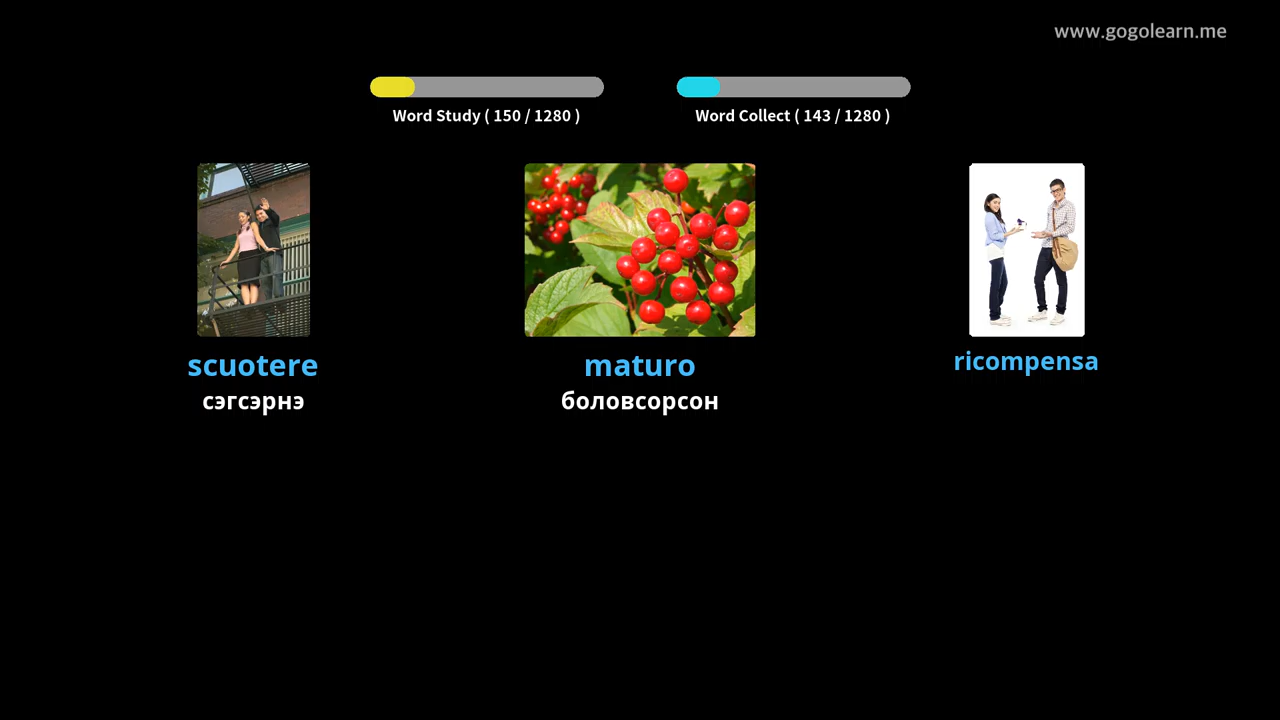 www.gogolearn.me
Word Study ( 150 / 1280 )
Word Collect ( 143 / 1280 )
scuotere
сэгсэрнэ
maturo
боловсорсон
ricompensa